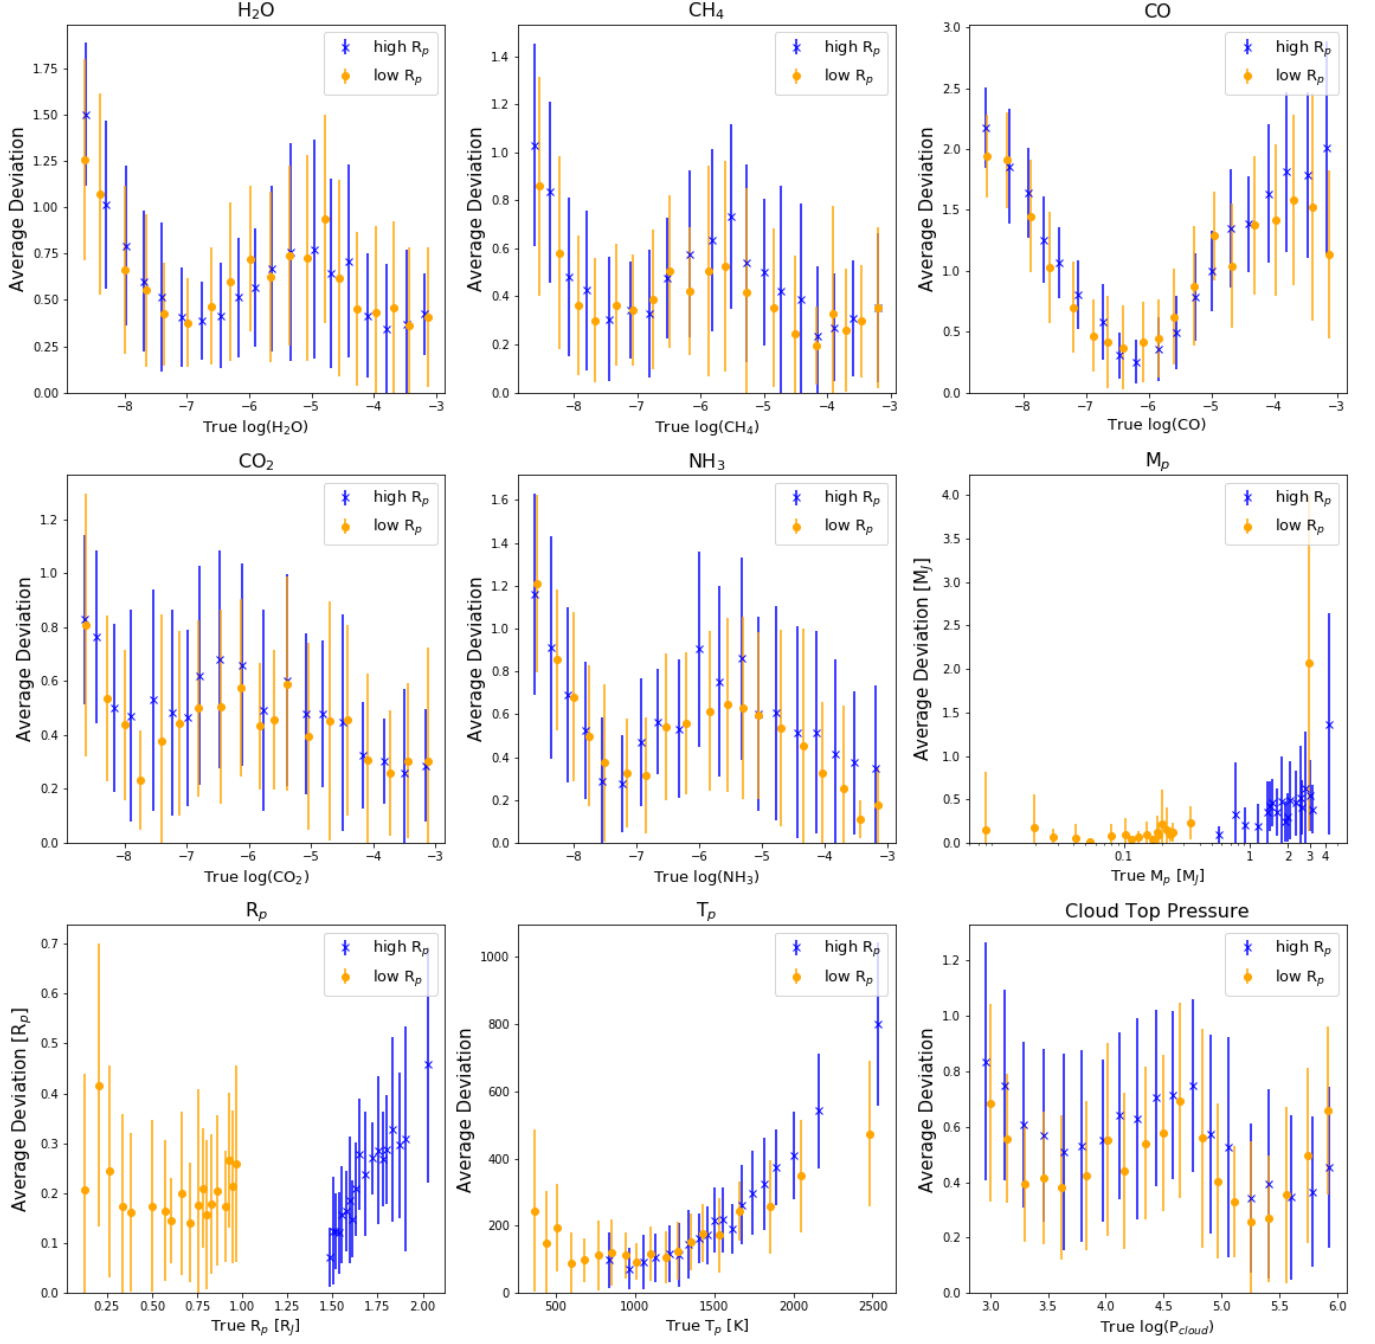 H₂O
Average Deviation
1.75
1.50
1.25
1.00
0.75
0.50
0.25
0.00
high Rₚ
low Rₚ
−8 −7 −6 −5 −4 −3
True log(H₂O)
CH₄
Average Deviation
1.4
1.2
1.0
0.8
0.6
0.4
0.2
0.0
high Rₚ
low Rₚ
−8 −7 −6 −5 −4 −3
True log(CH₄)
CO
Average Deviation
3.0
2.5
2.0
1.5
1.0
0.5
0.0
high Rₚ
low Rₚ
−8 −7 −6 −5 −4 −3
True log(CO)
CO₂
Average Deviation
1.2
1.0
0.8
0.6
0.4
0.2
0.0
high Rₚ
low Rₚ
−8 −7 −6 −5 −4 −3
True log(CO₂)
NH₃
Average Deviation
1.6
1.4
1.2
1.0
0.8
0.6
0.4
0.2
0.0
high Rₚ
low Rₚ
−8 −7 −6 −5 −4 −3
True log(NH₃)
Mₚ
Average Deviation [M_J]
4.0
3.5
3.0
2.5
2.0
1.5
1.0
0.5
0.0
high Rₚ
low Rₚ
0.1 1 2 3 4
True Mₚ [M_J]
Rₚ
Average Deviation [Rₚ]
0.7
0.6
0.5
0.4
0.3
0.2
0.1
0.0
high Rₚ
low Rₚ
0.25 0.50 0.75 1.00 1.25 1.50 1.75 2.00
True Rₚ [R_J]
Tₚ
Average Deviation
1000
800
600
400
200
0
high Rₚ
low Rₚ
500 1000 1500 2000 2500
True Tₚ [K]
Cloud Top Pressure
Average Deviation
1.2
1.0
0.8
0.6
0.4
0.2
0.0
high Rₚ
low Rₚ
3.0 3.5 4.0 4.5 5.0 5.5 6.0
True log(P_cloud)